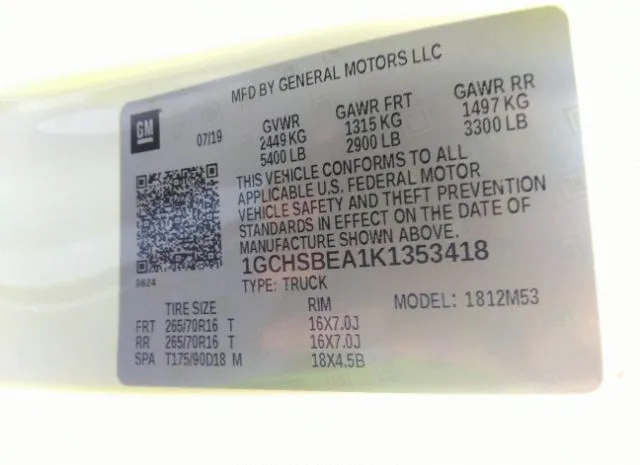 MFD BY GENERAL MOTORS LLC
GM 07/19 GVWR GAWR FRT GAWR RR
2449 KG 1315 KG 1497 KG
5400 LB 2900 LB 3300 LB
THIS VEHICLE CONFORMS TO ALL
APPLICABLE U.S. FEDERAL MOTOR
VEHICLE SAFETY AND THEFT PREVENTION
STANDARDS IN EFFECT ON THE DATE OF
MANUFACTURE SHOWN ABOVE.
1GCHSBEA1K1353418
3624 TYPE: TRUCK MODEL: 1812M53
TIRE SIZE RIM
FRT 265/70R16 T 16X7.0J
RR 265/70R16 T 16X7.0J
SPA T175/90D18 M 18X4.5B